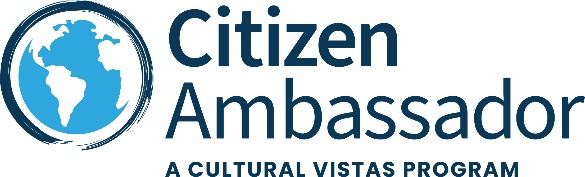 Citizen
Ambassador
A CULTURAL VISTAS PROGRAM